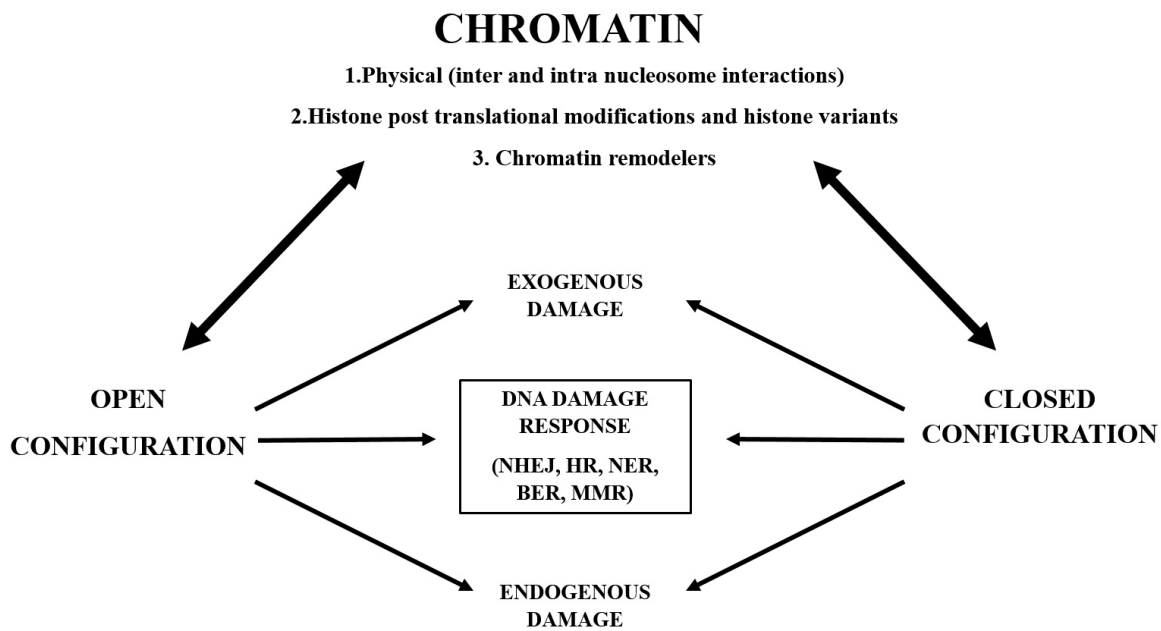 CHROMATIN
1.Physical (inter and intra nucleosome interactions)
2.Histone post translational modifications and histone variants
3. Chromatin remodelers
EXOGENOUS
DAMAGE
OPEN
CONFIGURATION
DNA DAMAGE
RESPONSE
(NHEJ, HR, NER,
BER, MMR)
CLOSED
CONFIGURATION
ENDOGENOUS
DAMAGE